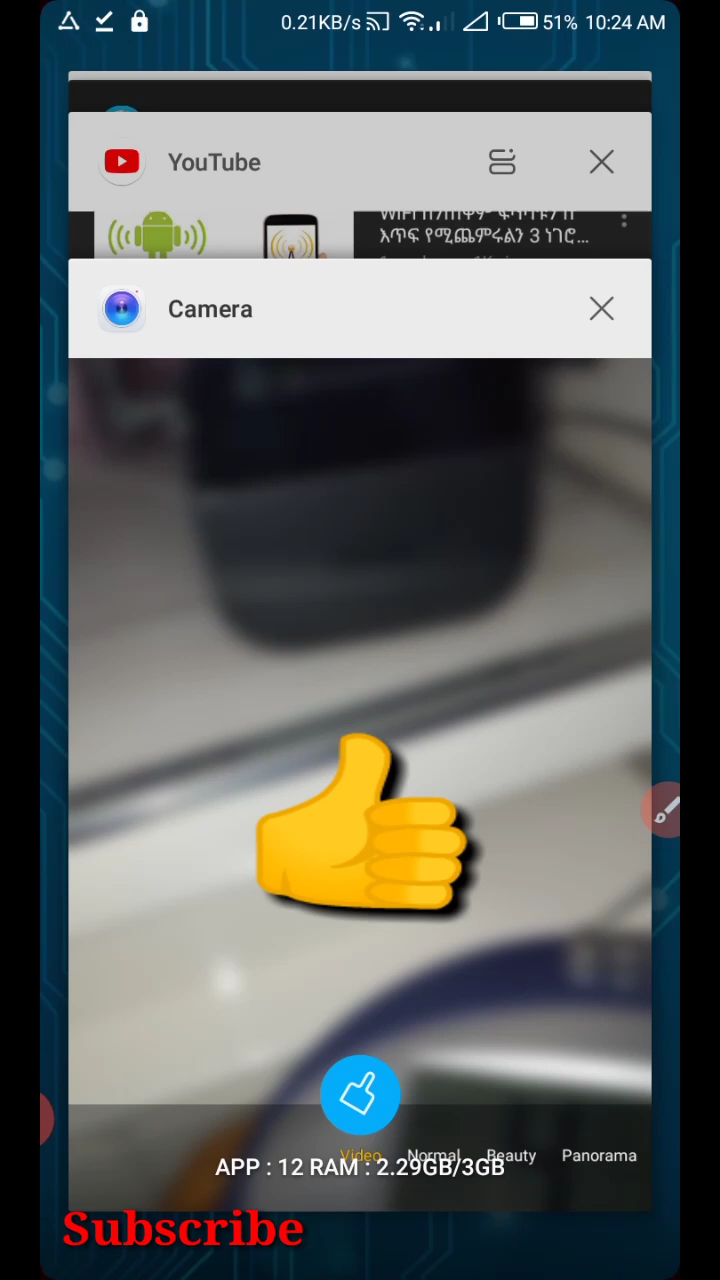 0.21KB/s 51% 10:24 AM
YouTube
እጥፍ የሚጨምሩልን 3 ነገሮ...
Camera
Video Normal Beauty Panorama
APP : 12 RAM : 2.29GB/3GB
Subscribe